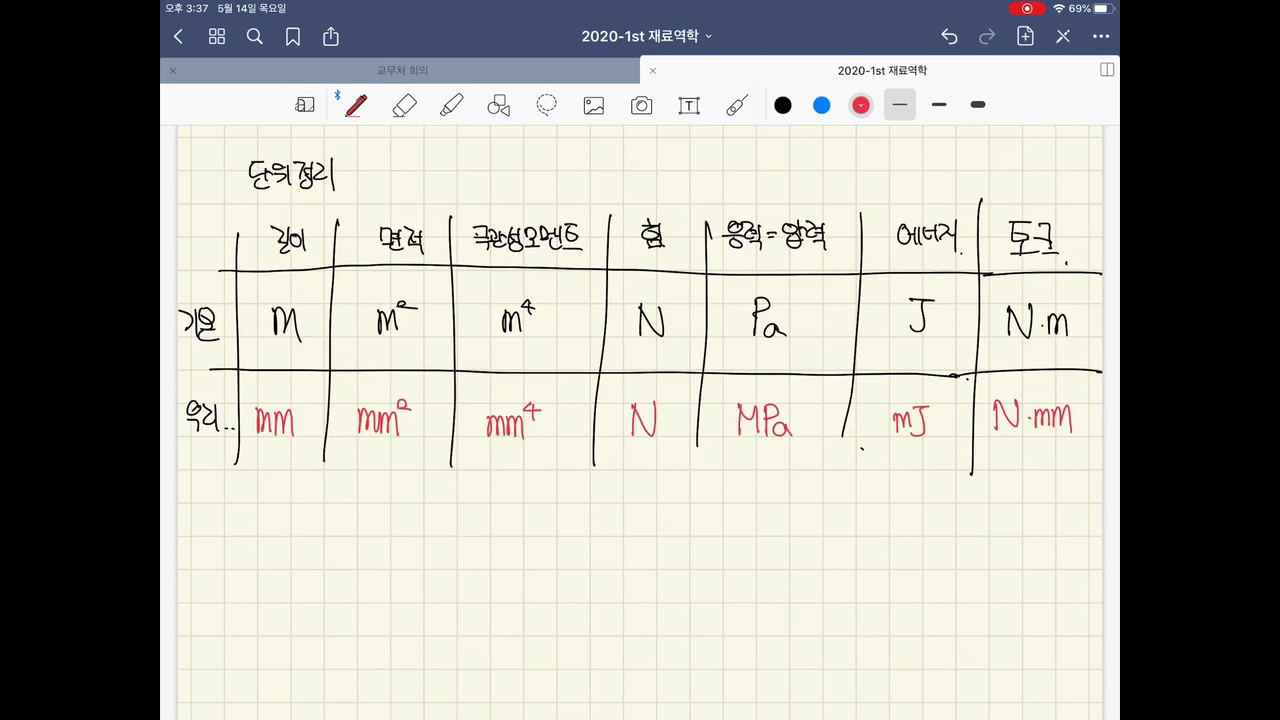 오후 3:37 5월 14일 목요일
69%
2020-1st 재료역학
교무처 회의
2020-1st 재료역학
단위정리
길이 면적 극관성모멘트 힘 응력=압력 에너지 토크
기본 m m² m⁴ N Pa J N·m
우리.. mm mm² mm⁴ N MPa mJ N·mm